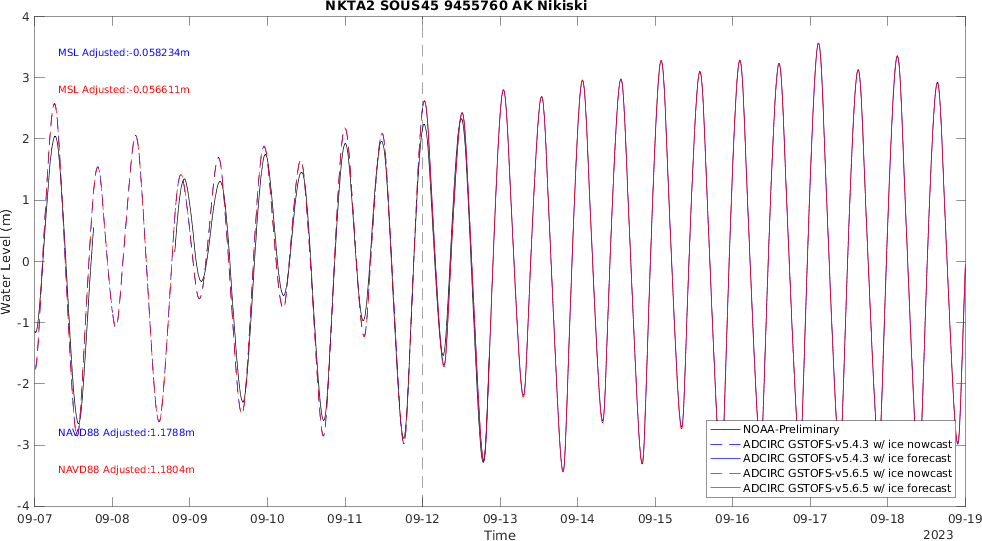 NKTA2 SOUS45 9455760 AK Nikiski
4
3
2
1
0
-1
-2
-3
-4
Water Level (m)
MSL Adjusted:-0.058234m
MSL Adjusted:-0.056611m
NAVD88 Adjusted:1.1788m
NAVD88 Adjusted:1.1804m
NOAA-Preliminary
ADCIRC GSTOFS-v5.4.3 w/ ice nowcast
ADCIRC GSTOFS-v5.4.3 w/ ice forecast
ADCIRC GSTOFS-v5.6.5 w/ ice nowcast
ADCIRC GSTOFS-v5.6.5 w/ ice forecast
09-07 09-08 09-09 09-10 09-11 09-12 09-13 09-14 09-15 09-16 09-17 09-18 09-19
Time
2023